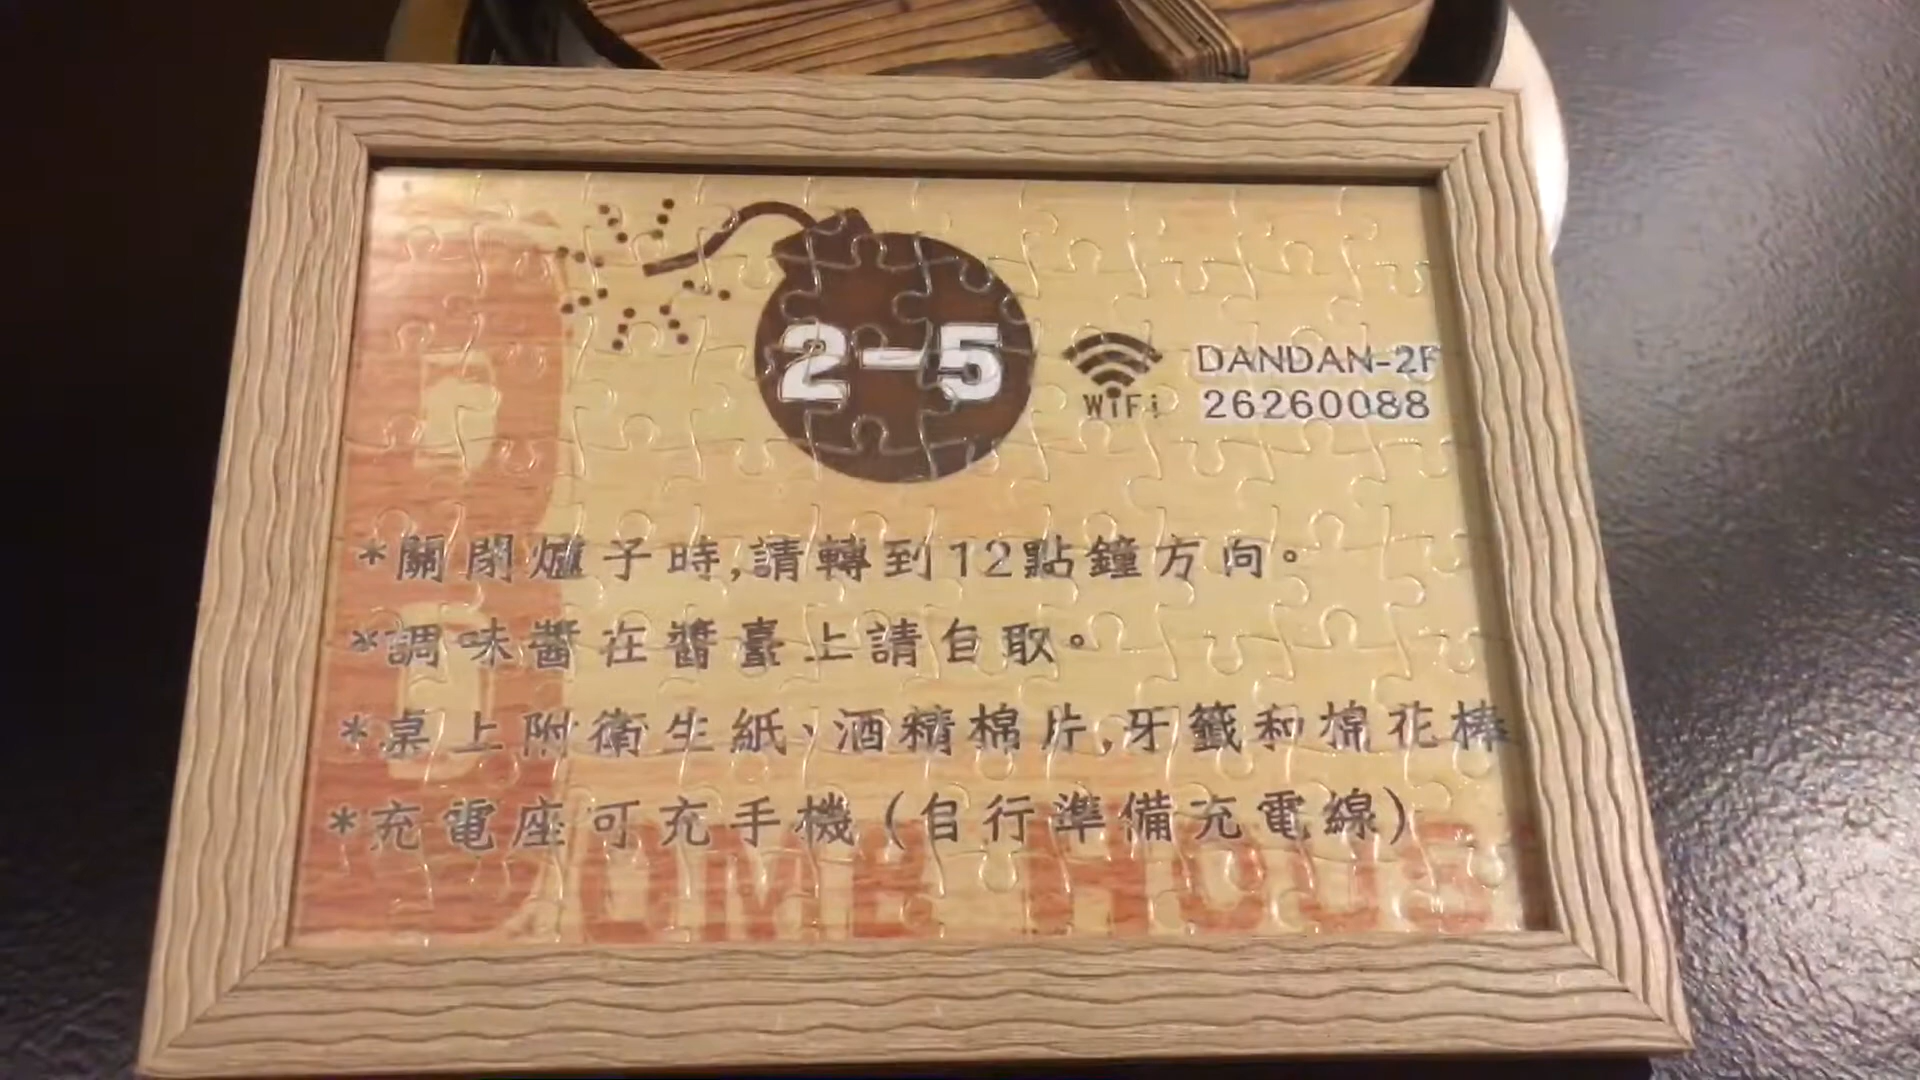 2-5
WiFi
DANDAN-2F
26260088
*關閉爐子時,請轉到12點鐘方向。
*調味醬在醬臺上請自取。
*桌上附衛生紙、酒精棉片,牙籤和棉花棒
*充電座可充手機(自行準備充電線)
BOMB HOUS